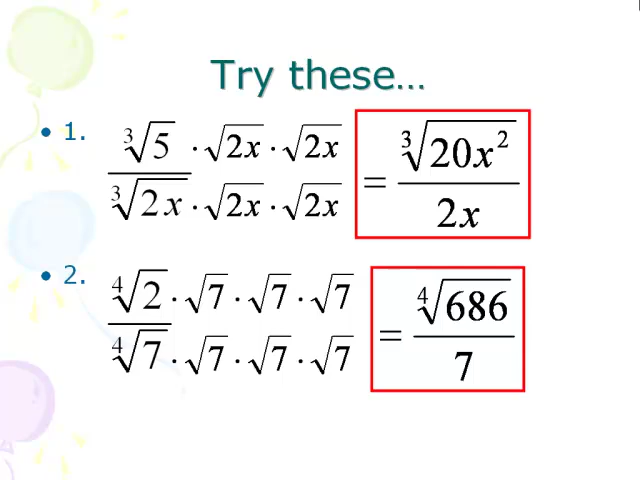 Try these…
• 1. ∛5 · √2x · √2x / ∛2x · √2x · √2x = ∛20x² / 2x
• 2. ∜2 · √7 · √7 · √7 / ∜7 · √7 · √7 · √7 = ∜686 / 7